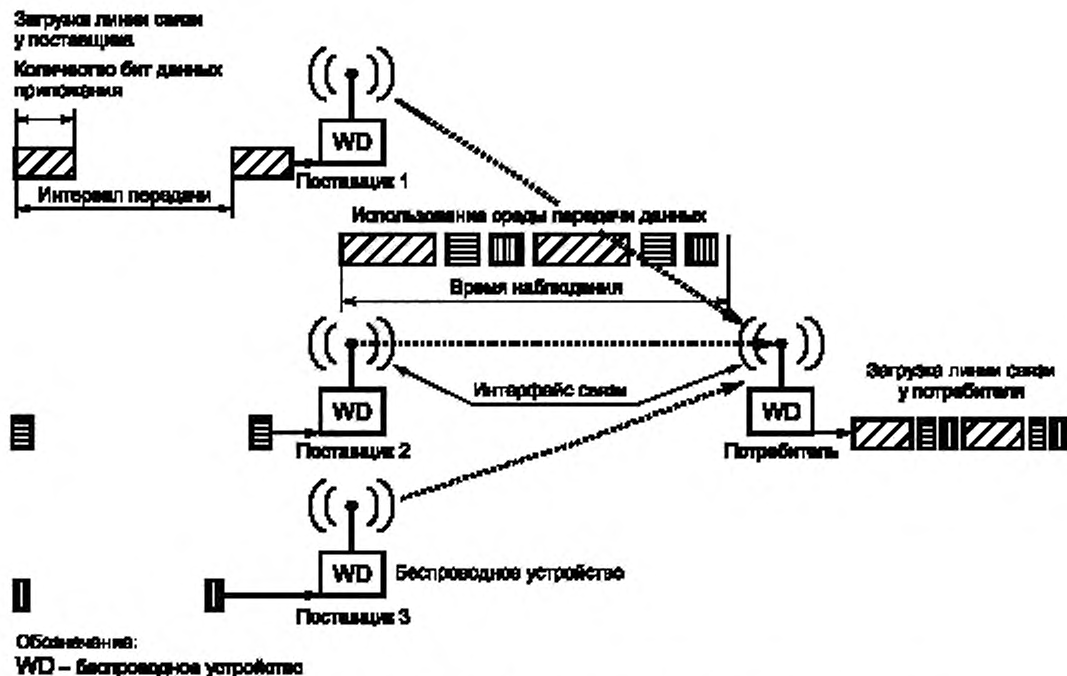 Загрузка линии связи
у поставщика
Количество бит данных
приложения
WD
Поставщик 1
Интервал передачи
Использование среды передачи данных
Время наблюдения
WD
Поставщик 2
Интерфейс связи
Загрузка линии связи
у потребителя
WD
Потребитель
WD
Беспроводное устройство
Поставщик 3
Обозначение:
WD – беспроводное устройство